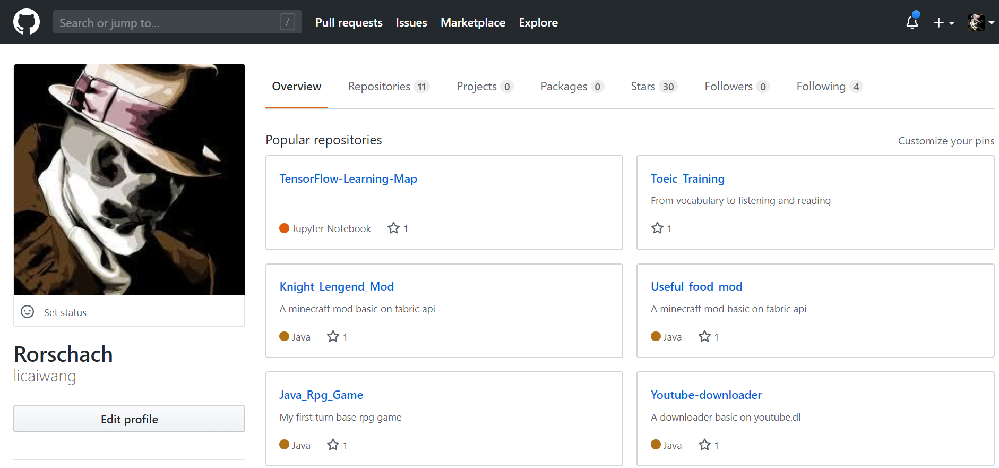 Search or jump to... /
Pull requests Issues Marketplace Explore
Overview Repositories 11 Projects 0 Packages 0 Stars 30 Followers 0 Following 4
Set status
Rorschach
licaiwang
Edit profile
Popular repositories
Customize your pins
TensorFlow-Learning-Map
Jupyter Notebook 1
Toeic_Training
From vocabulary to listening and reading
1
Knight_Lengend_Mod
A minecraft mod basic on fabric api
Java 1
Useful_food_mod
A minecraft mod basic on fabric api
Java 1
Java_Rpg_Game
My first turn base rpg game
Java 1
Youtube-downloader
A downloader basic on youtube.dl
Java 1